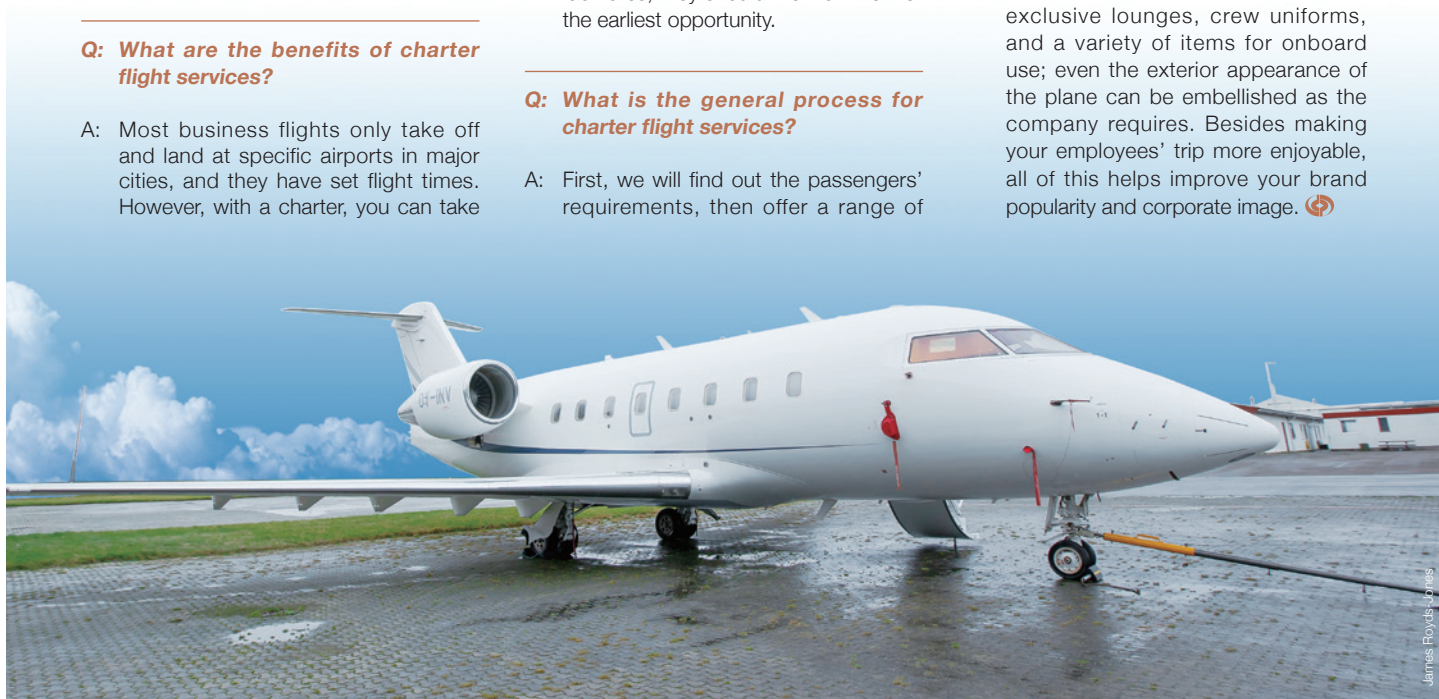 Q: What are the benefits of charter
flight services?
A: Most business flights only take off
and land at specific airports in major
cities, and they have set flight times.
However, with a charter, you can take
the earliest opportunity.
Q: What is the general process for
charter flight services?
A: First, we will find out the passengers’
requirements, then offer a range of
exclusive lounges, crew uniforms,
and a variety of items for onboard
use; even the exterior appearance of
the plane can be embellished as the
company requires. Besides making
your employees’ trip more enjoyable,
all of this helps improve your brand
popularity and corporate image.
James Royds-Jones